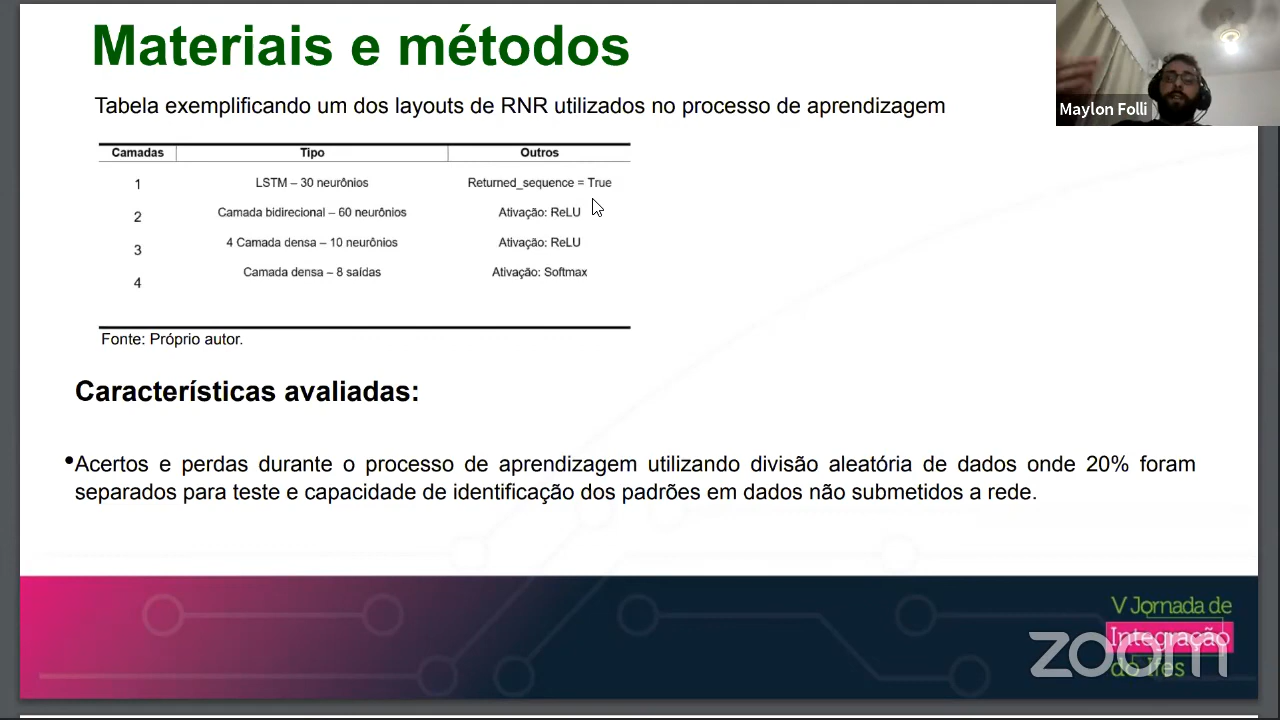 Materiais e métodos
Maylon Folli
Tabela exemplificando um dos layouts de RNR utilizados no processo de aprendizagem
Camadas Tipo Outros
1 LSTM – 30 neurônios Returned_sequence = True
2 Camada bidirecional – 60 neurônios Ativação: ReLU
3 4 Camada densa – 10 neurônios Ativação: ReLU
4 Camada densa – 8 saídas Ativação: Softmax
Fonte: Próprio autor.
Características avaliadas:
•Acertos e perdas durante o processo de aprendizagem utilizando divisão aleatória de dados onde 20% foram
separados para teste e capacidade de identificação dos padrões em dados não submetidos a rede.
V Jornada de
Integração
do Ifes
zoom